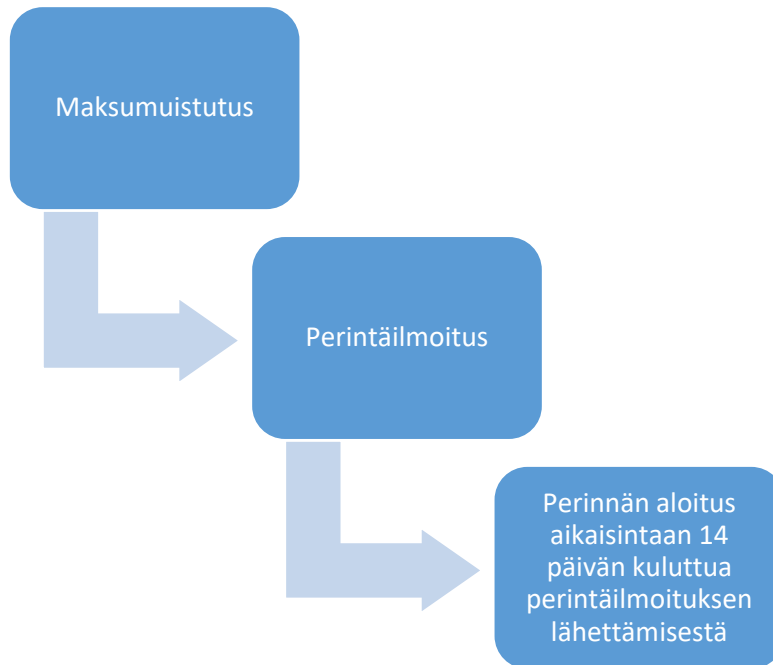 Maksumuistutus
Perintäilmoitus
Perinnän aloitus
aikaisintaan 14
päivän kuluttua
perintäilmoituksen
lähettämisestä